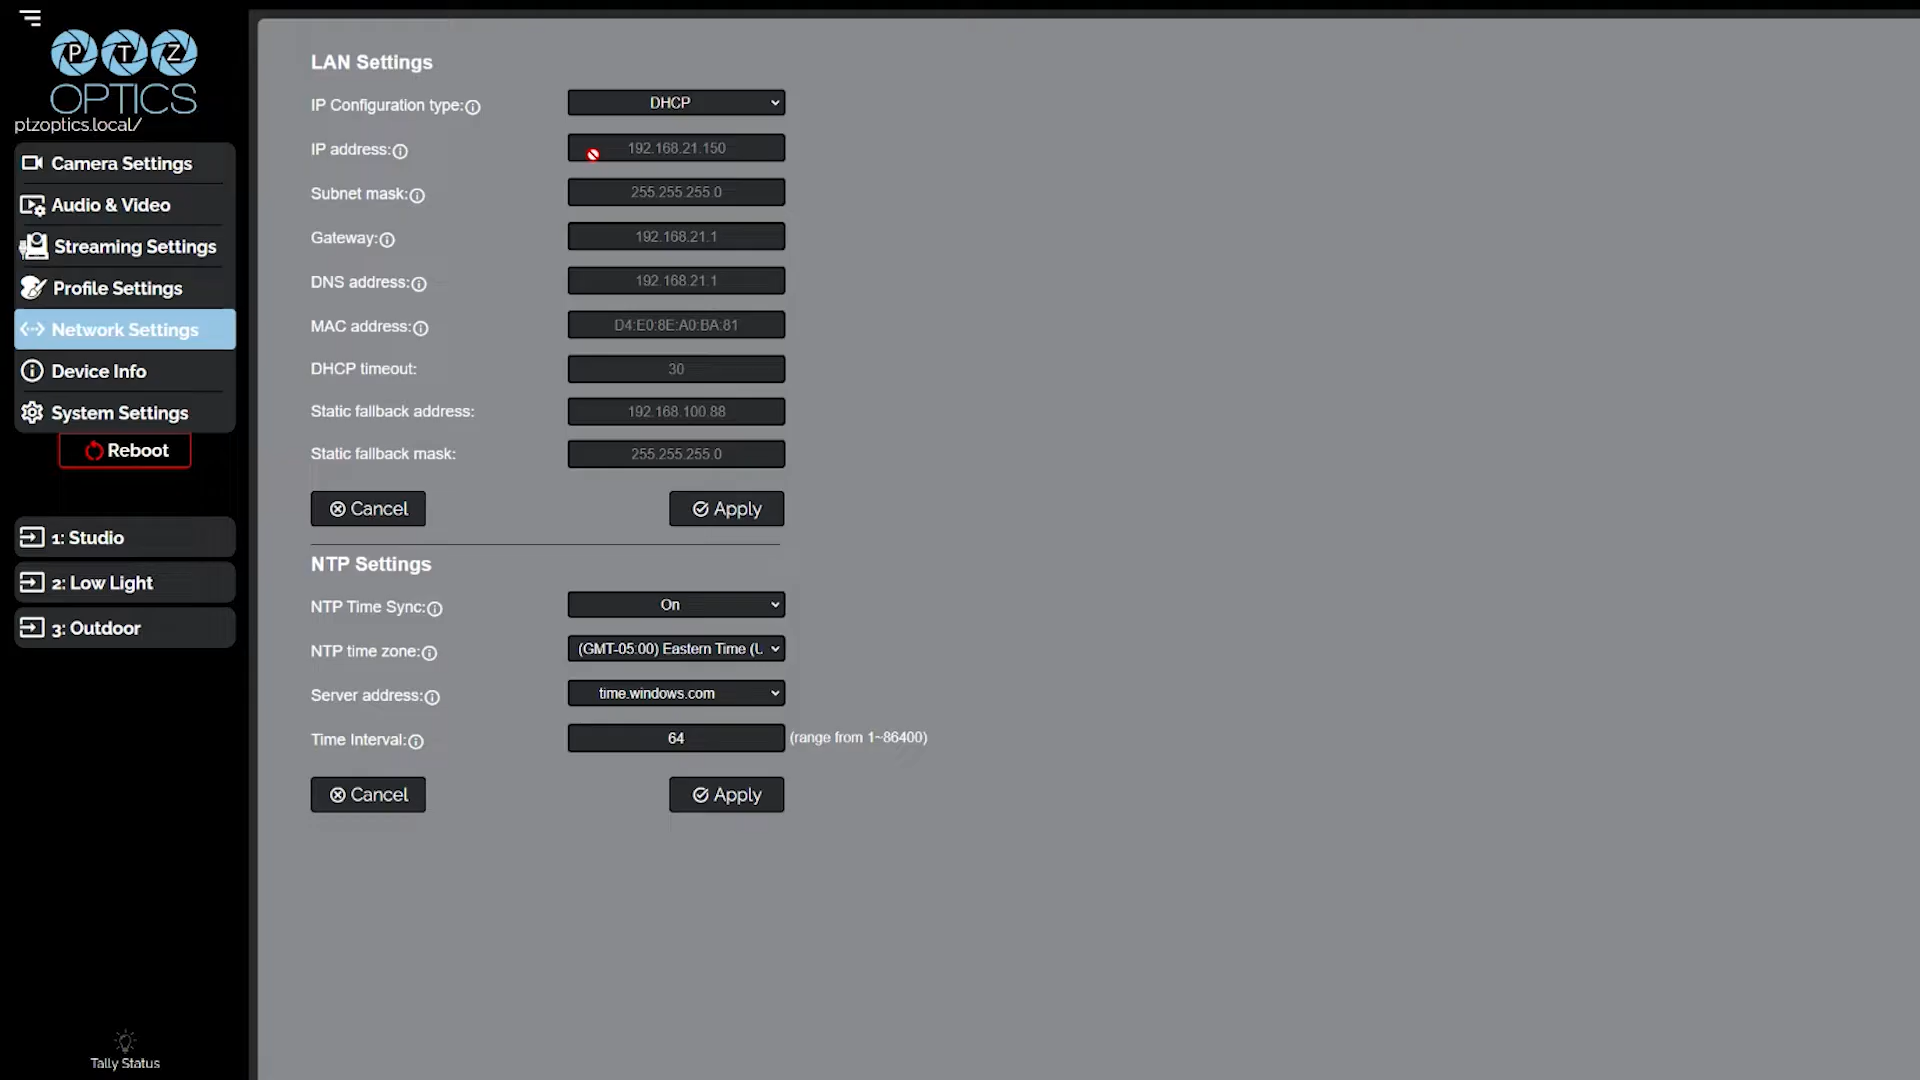 P T Z
OPTICS
ptzoptics.local/
Camera Settings
Audio & Video
Streaming Settings
Profile Settings
Network Settings
Device Info
System Settings
Reboot
1: Studio
2: Low Light
3: Outdoor
Tally Status
LAN Settings
IP Configuration type: DHCP
IP address: 192.168.21.150
Subnet mask: 255.255.255.0
Gateway: 192.168.21.1
DNS address: 192.168.21.1
MAC address: D4:E0:8E:A0:BA:81
DHCP timeout: 30
Static fallback address: 192.168.100.88
Static fallback mask: 255.255.255.0
Cancel Apply
NTP Settings
NTP Time Sync: On
NTP time zone: (GMT-05:00) Eastern Time (U
Server address: time.windows.com
Time Interval: 64 (range from 1~86400)
Cancel Apply